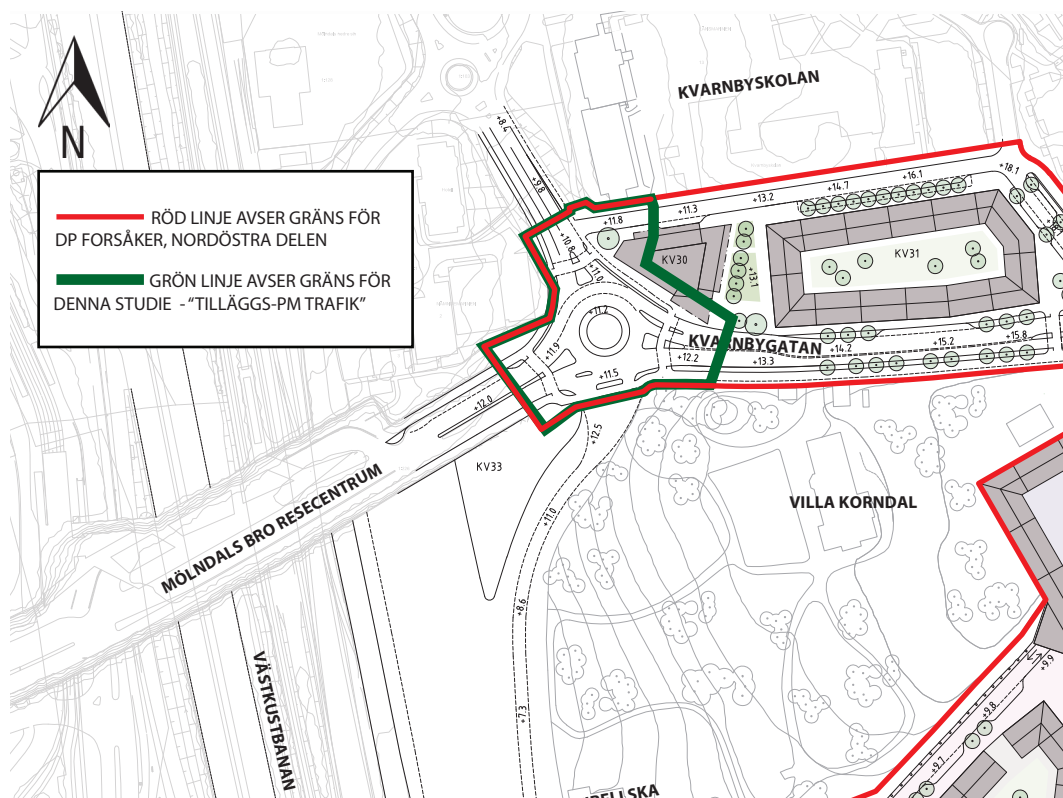 KVARNBYSKOLAN
N
RÖD LINJE AVSER GRÄNS FÖR
DP FORSÅKER, NORDÖSTRA DELEN
GRÖN LINJE AVSER GRÄNS FÖR
DENNA STUDIE - "TILLÄGGS-PM TRAFIK"
+8.4
+9.8
+10.8
+11.0
+11.8
+11.3
+13.2
+14.7
+16.1
+18.1
KV30
KV31
+13.1
+11.2
+11.9
+11.5
+12.2
KVARNBYGATAN
+13.3
+14.2
+15.2
+15.8
+12.0
+12.5
KV33
+11.0
MÖLNDALS BRO RESECENTRUM
VILLA KORNDAL
+8.6
+7.3
VÄSTKUSTBANAN
+9.9
+9.8
+9.7